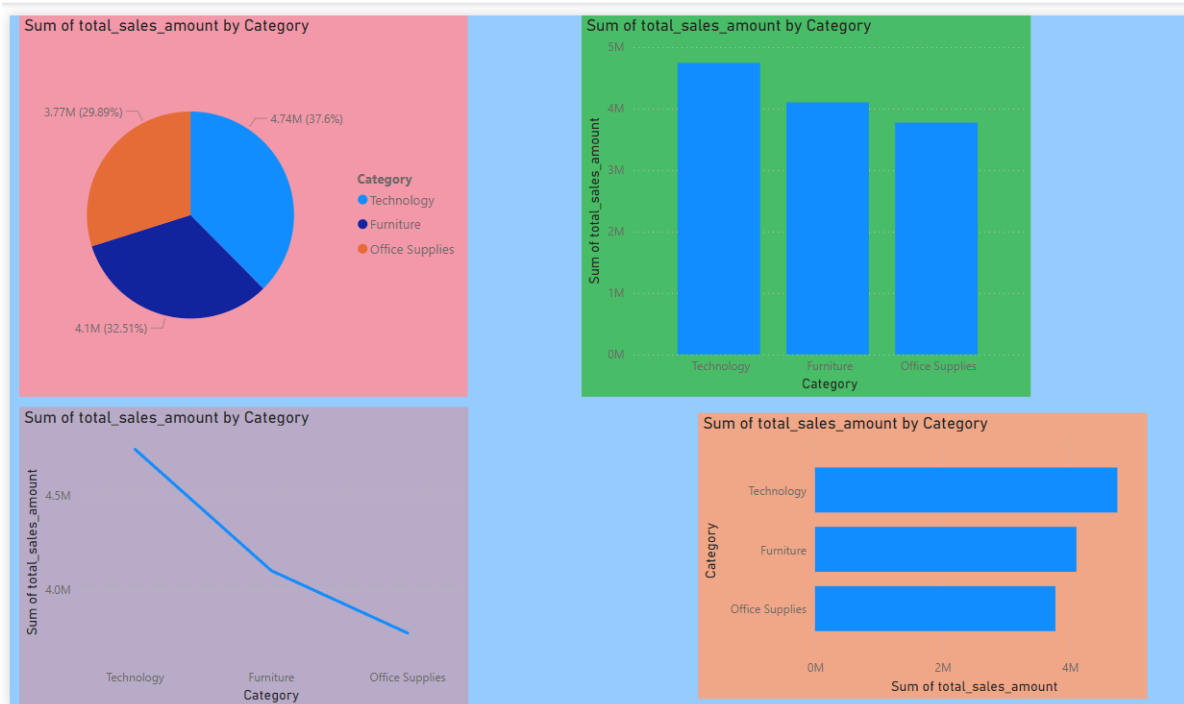 Sum of total_sales_amount by Category
3.77M (29.89%)
4.74M (37.6%)
4.1M (32.51%)
Category
Technology
Furniture
Office Supplies
Sum of total_sales_amount by Category
Sum of total_sales_amount
5M
4M
3M
2M
1M
0M
Technology Furniture Office Supplies
Category
Sum of total_sales_amount by Category
Sum of total_sales_amount
4.5M
4.0M
Technology Furniture Office Supplies
Category
Sum of total_sales_amount by Category
Category
Technology
Furniture
Office Supplies
0M 2M 4M
Sum of total_sales_amount